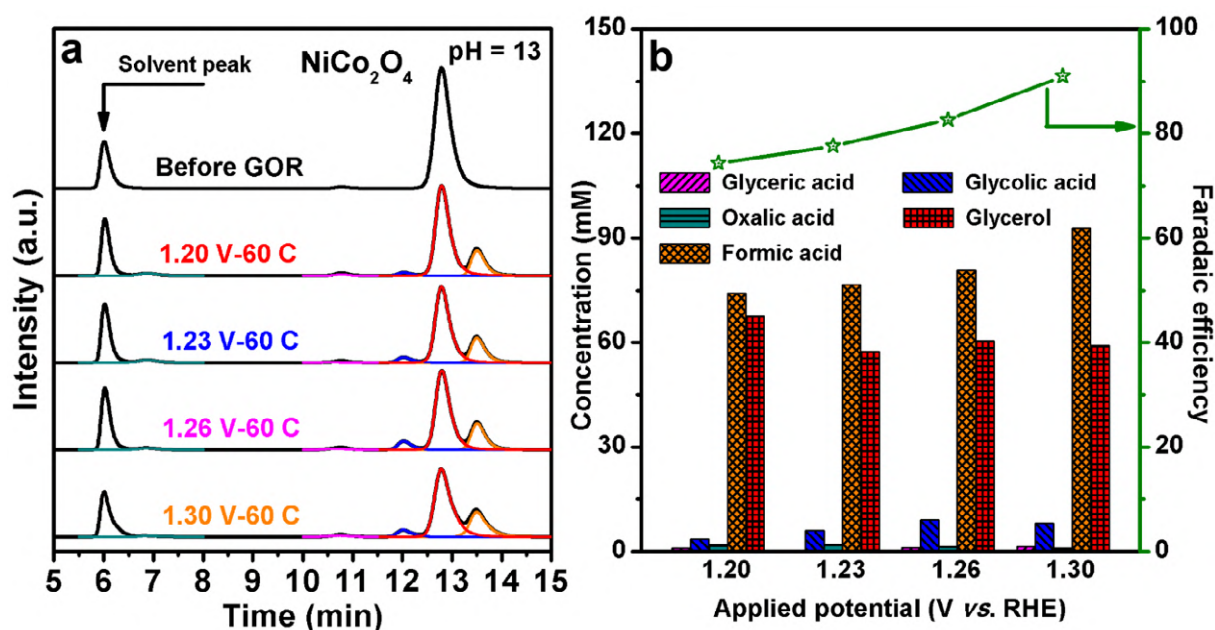 a
Solvent peak
NiCo2O4
pH = 13
Before GOR
1.20 V-60 C
1.23 V-60 C
1.26 V-60 C
1.30 V-60 C
Intensity (a.u.)
5 6 7 8 9 10 11 12 13 14 15
Time (min)
b
150
120
90
60
30
0
Concentration (mM)
Glyceric acid
Glycolic acid
Oxalic acid
Glycerol
Formic acid
100
80
60
40
20
0
Faradaic efficiency
1.20 1.23 1.26 1.30
Applied potential (V vs. RHE)